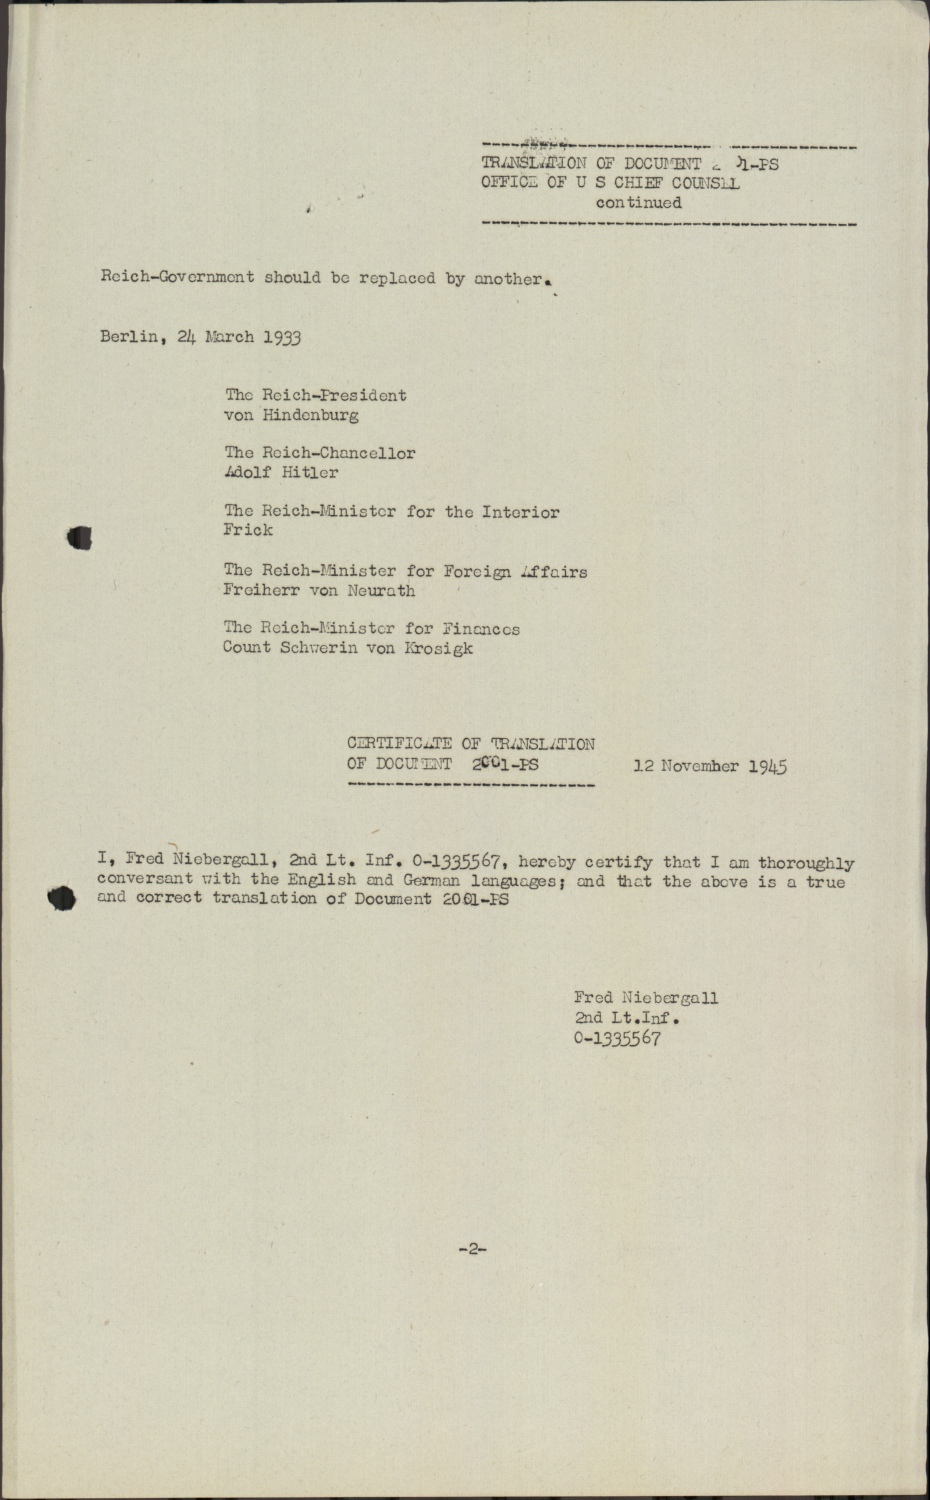 TRANSLATION OF DOCUMENT 2 1-PS
OFFICE OF U S CHIEF COUNSEL
continued
Reich-Government should be replaced by another.
Berlin, 24 March 1933
The Reich-President
von Hindenburg
The Reich-Chancellor
Adolf Hitler
The Reich-Minister for the Interior
Frick
The Reich-Minister for Foreign Affairs
Freiherr von Neurath
The Reich-Minister for Finances
Count Schwerin von Krosigk
CERTIFICATE OF TRANSLATION
OF DOCUMENT 2001-PS 12 November 1945
I, Fred Niebergall, 2nd Lt. Inf. O-1335567, hereby certify that I am thoroughly
conversant with the English and German languages; and that the above is a true
and correct translation of Document 2001-PS
Fred Niebergall
2nd Lt.Inf.
O-1335567
-2-